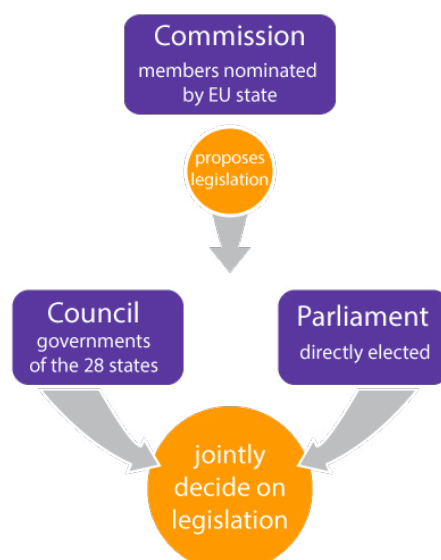 Commission
members nominated
by EU state
proposes
legislation
Council
governments
of the 28 states
Parliament
directly elected
jointly
decide on
legislation